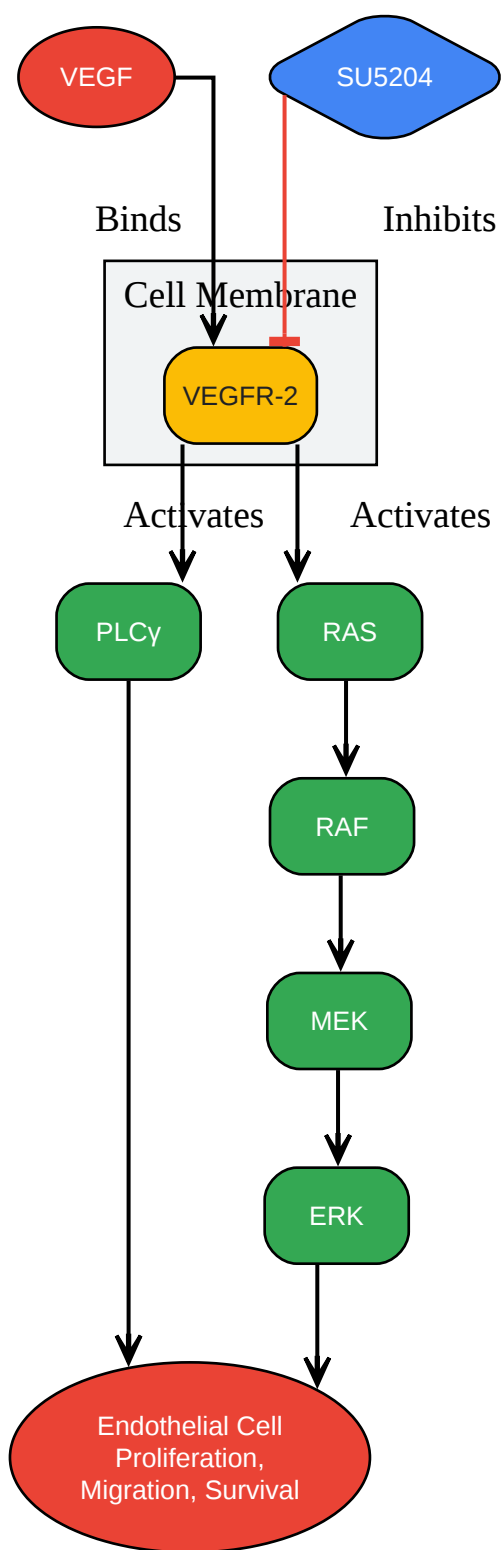 VEGF
SU5204
Binds
Inhibits
Cell Membrane
VEGFR-2
Activates
Activates
PLCγ
RAS
RAF
MEK
ERK
Endothelial Cell
Proliferation,
Migration, Survival